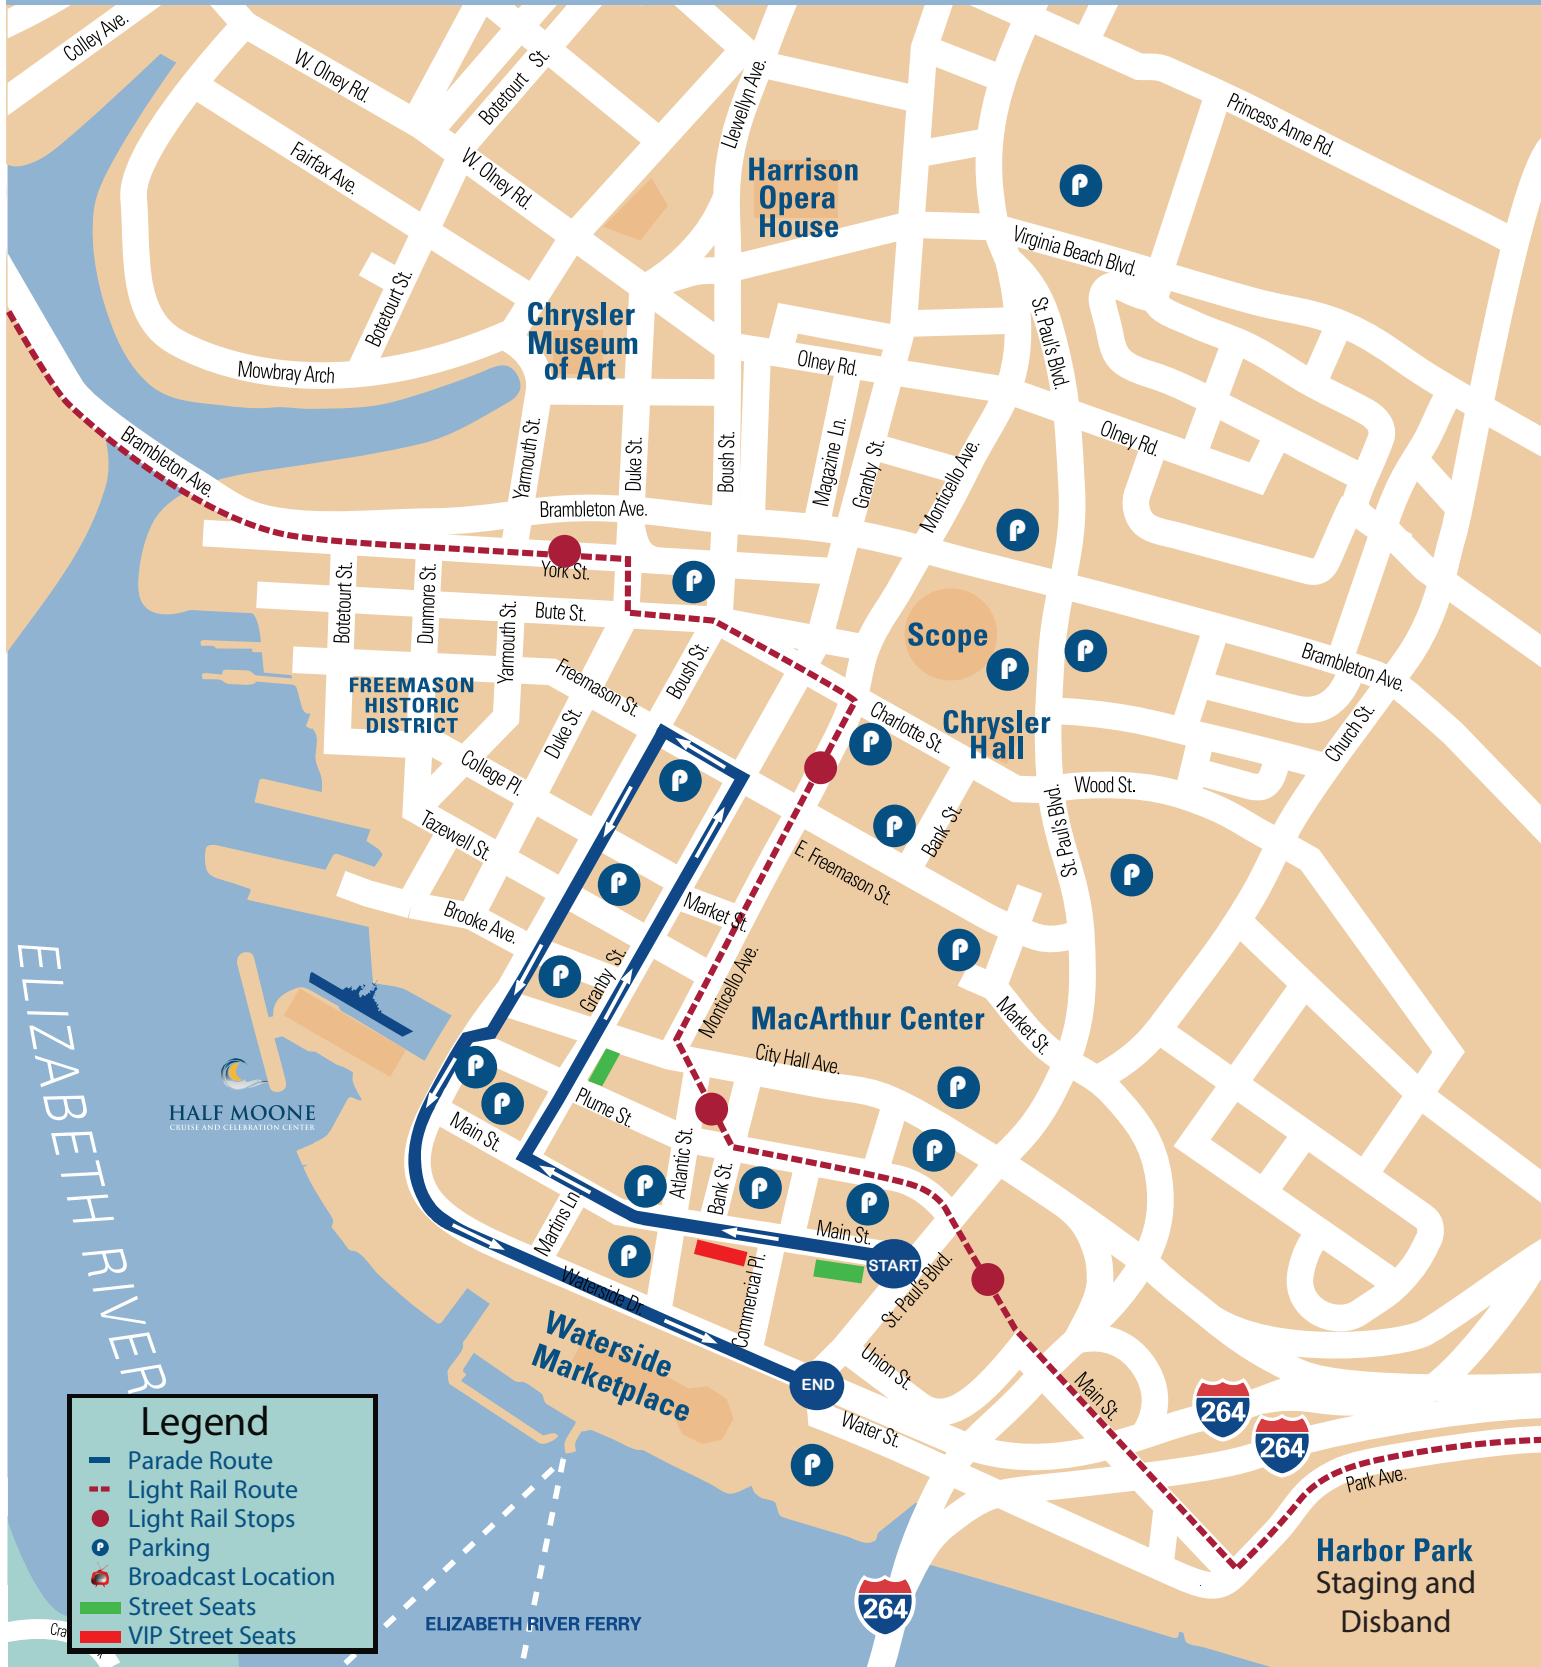 Colley Ave.
W. Olney Rd.
Botetourt St.
Llewellyn Ave.
Princess Anne Rd.
Fairfax Ave.
W. Olney Rd.
Harrison
Opera
House
P
Virginia Beach Blvd.
Botetourt St.
Chrysler
Museum
of Art
St. Paul's Blvd.
Mowbray Arch
Olney Rd.
Olney Rd.
Brambleton Ave.
Yarmouth St.
Duke St.
Boush St.
Magazine Ln.
Granby St.
Monticello Ave.
Brambleton Ave.
P
York St.
P
Botetourt St.
Dunmore St.
Yarmouth St.
Bute St.
Scope
P
P
Brambleton Ave.
Freemason St.
Boush St.
FREEMASON
HISTORIC
DISTRICT
Duke St.
Charlotte St.
Chrysler
Hall
Church St.
P
College Pl.
P
Wood St.
St. Paul's Blvd.
Tazewell St.
P
Bank St.
E. Freemason St.
P
P
Market St.
Brooke Ave.
P
P
Granby St.
Monticello Ave.
MacArthur Center
Market St.
City Hall Ave.
P
P
P
Plume St.
Main St.
HALF MOONE
CRUISE AND CELEBRATION CENTER
ELIZABETH RIVER
P
Atlantic St.
Bank St.
P
P
P
Martins Ln.
Main St.
P
START
St. Paul's Blvd.
Waterside Dr.
Commercial Pl.
Waterside
Marketplace
END
Union St.
Water St.
Main St.
264
264
P
Park Ave.
Harbor Park
Staging and
Disband
264
ELIZABETH RIVER FERRY
Legend
Parade Route
Light Rail Route
Light Rail Stops
P Parking
Broadcast Location
Street Seats
VIP Street Seats